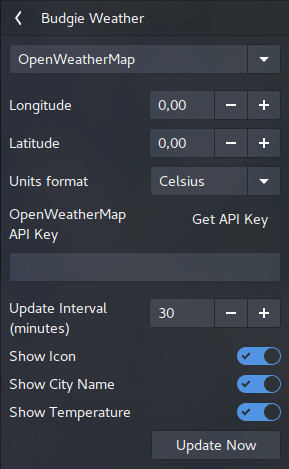 Budgie Weather
OpenWeatherMap
Longitude 0,00 − +
Latitude 0,00 − +
Units format Celsius
OpenWeatherMap
API Key
Get API Key
Update Interval
(minutes)
30 − +
Show Icon
Show City Name
Show Temperature
Update Now